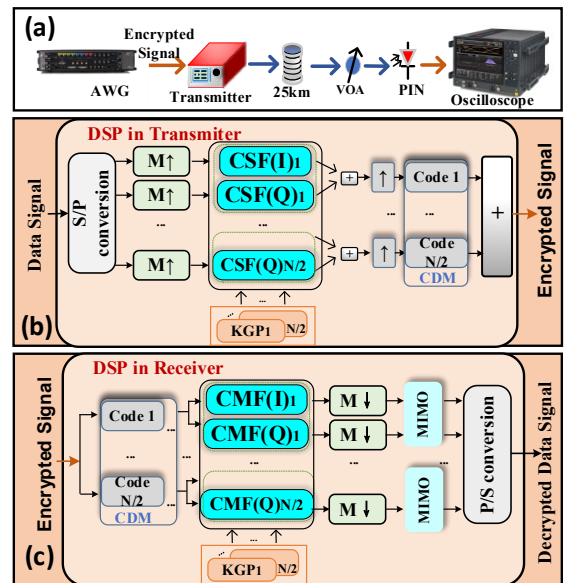 (a)
Encrypted
Signal
AWG
Transmitter
25km
VOA
PIN
Oscilloscope
(b)
DSP in Transmiter
Data Signal
S/P
conversion
M↑
M↑
...
M↑
CSF(I)1
CSF(Q)1
...
CSF(Q)N/2
...
KGP1
N/2
+
...
+
↑
...
↑
Code 1
...
Code
N/2
CDM
+
Encrypted Signal
(c)
DSP in Receiver
Encrypted Signal
Code 1
...
Code
N/2
CDM
...
...
...
CMF(I)1
CMF(Q)1
...
CMF(Q)N/2
...
KGP1
N/2
M↓
M↓
...
M↓
MIMO
...
MIMO
...
P/S conversion
Decrypted Data Signal